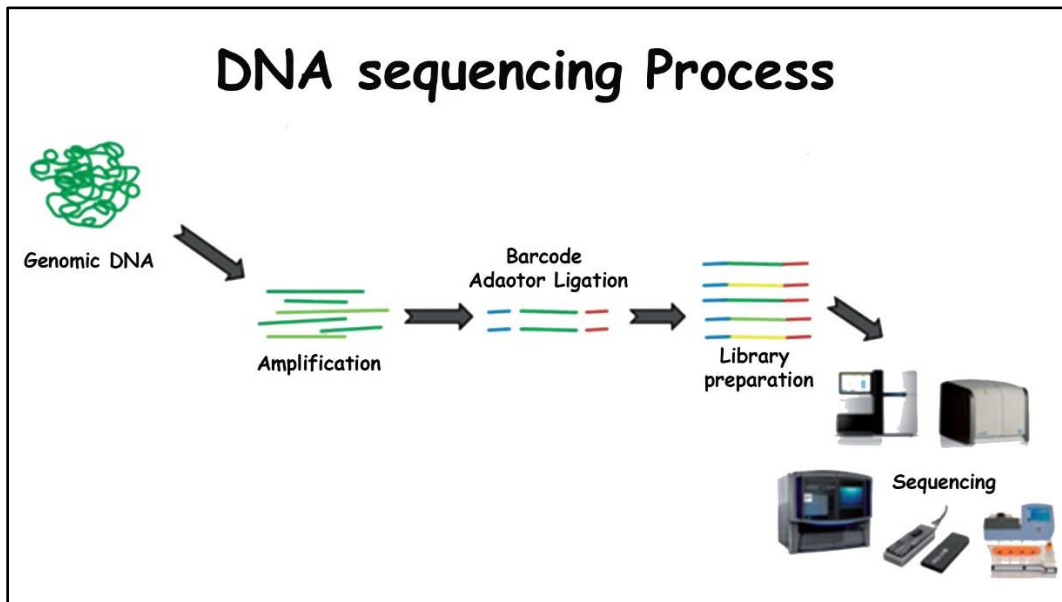 DNA sequencing Process
Genomic DNA
Amplification
Barcode
Adaotor Ligation
Library
preparation
Sequencing